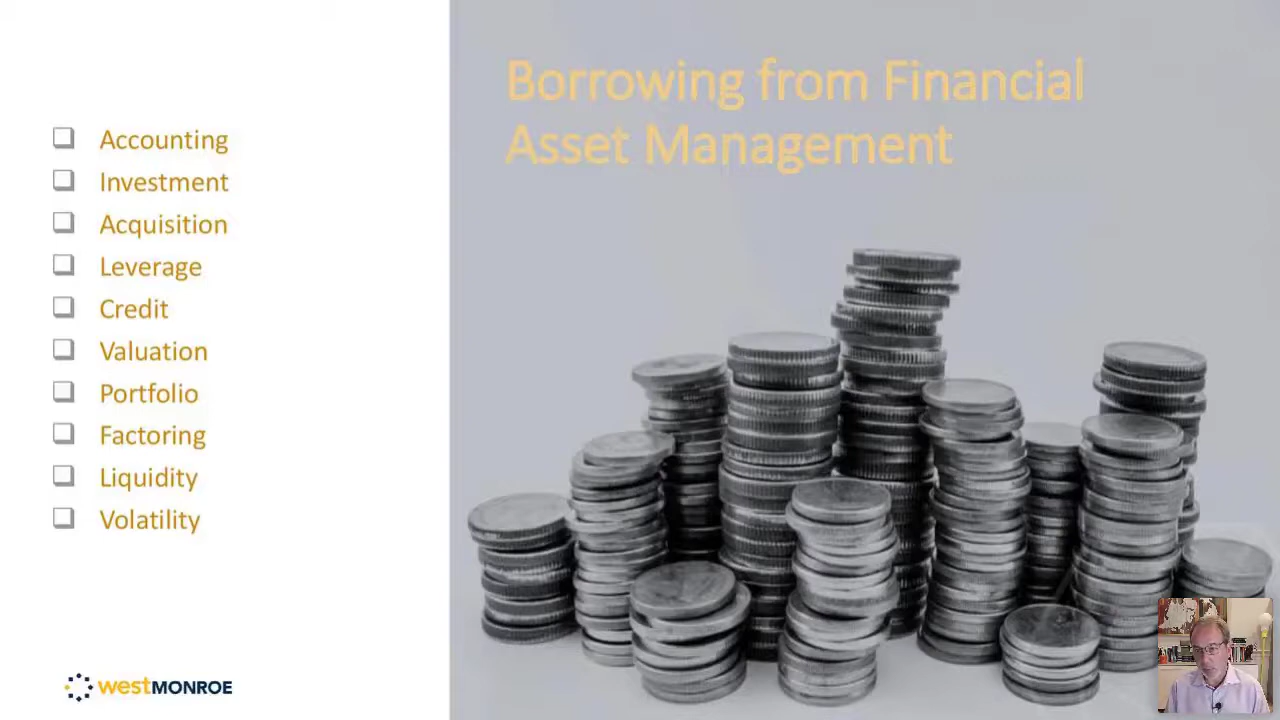 Borrowing from Financial
Asset Management
Accounting
Investment
Acquisition
Leverage
Credit
Valuation
Portfolio
Factoring
Liquidity
Volatility
westMONROE